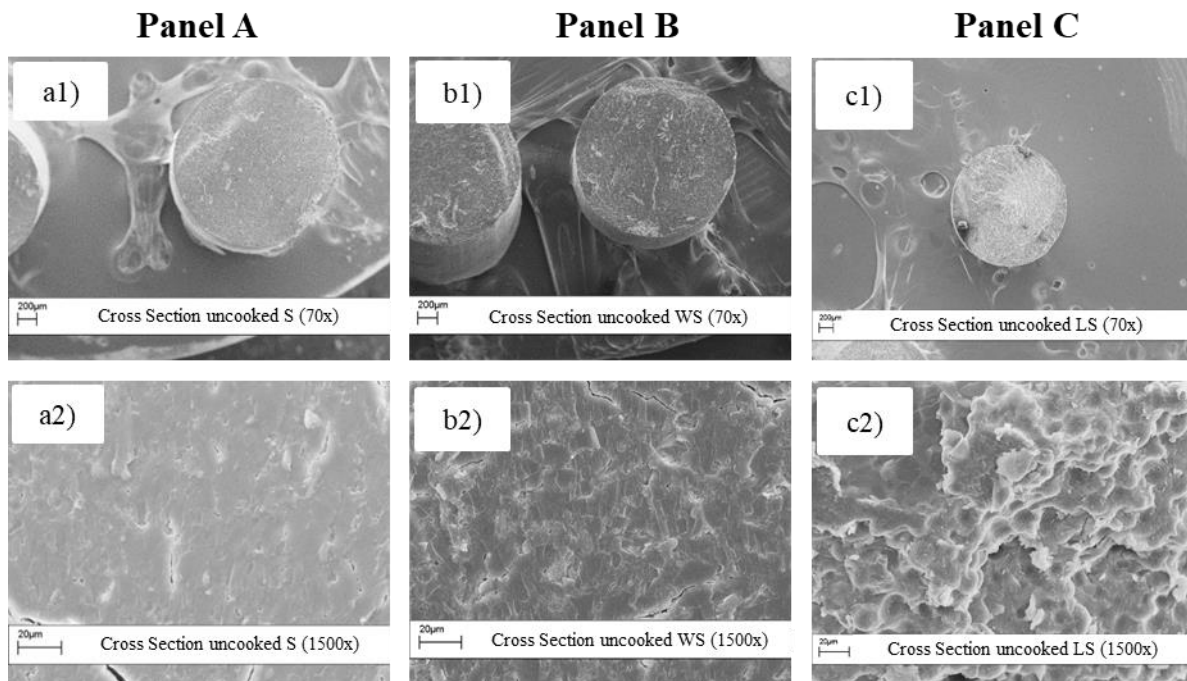 Panel A
Panel B
Panel C
a1)
b1)
c1)
200µm
Cross Section uncooked S (70x)
200µm
Cross Section uncooked WS (70x)
200µm
Cross Section uncooked LS (70x)
a2)
b2)
c2)
20µm
Cross Section uncooked S (1500x)
20µm
Cross Section uncooked WS (1500x)
20µm
Cross Section uncooked LS (1500x)